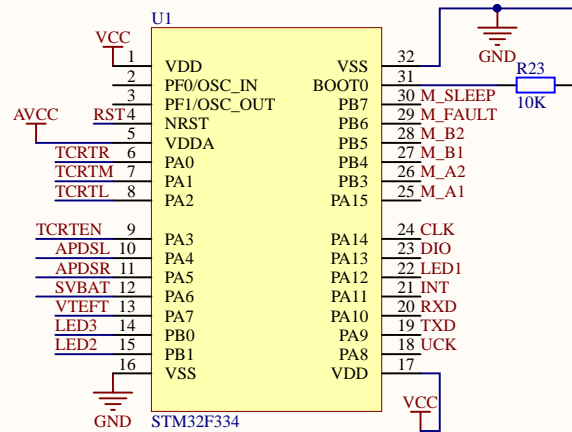 U1
VCC
1 VDD VSS 32
GND
2 PF0/OSC_IN BOOT0 31
R23
10K
3 PF1/OSC_OUT PB7 30 M_SLEEP
RST 4 NRST PB6 29 M_FAULT
AVCC
5 VDDA PB5 28 M_B2
TCRTR 6 PA0 PB4 27 M_B1
TCRTM 7 PA1 PB3 26 M_A2
TCRTL 8 PA2 PA15 25 M_A1
TCRTEN 9 PA3 PA14 24 CLK
APDSL 10 PA4 PA13 23 DIO
APDSR 11 PA5 PA12 22 LED1
SVBAT 12 PA6 PA11 21 INT
VTEFT 13 PA7 PA10 20 RXD
LED3 14 PB0 PA9 19 TXD
LED2 15 PB1 PA8 18 UCK
16 VSS VDD 17
GND
VCC
STM32F334